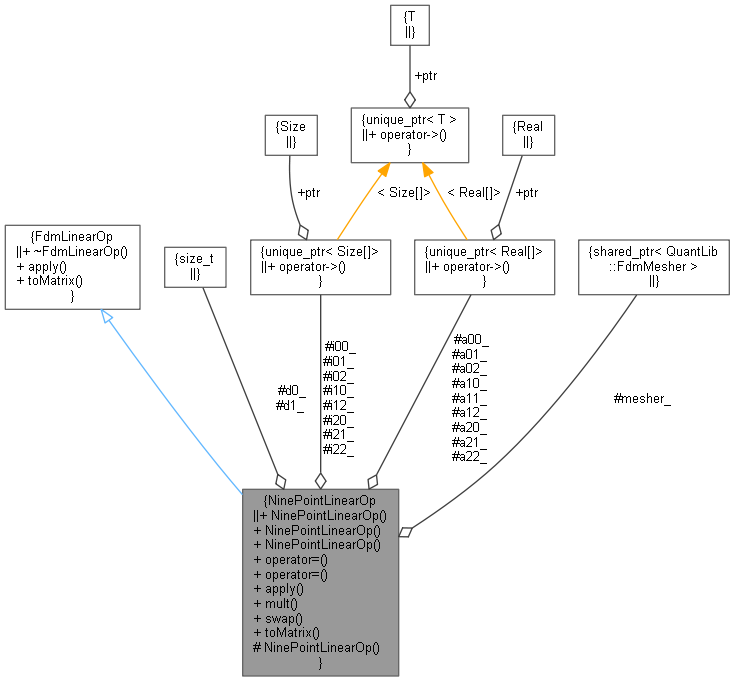 {T
||}
+ptr
{Size
||}
{unique_ptr< T >
||+ operator->()
}
{Real
||}
+ptr
< Size[]>
< Real[]>
+ptr
{FdmLinearOp
||+ ~FdmLinearOp()
+ apply()
+ toMatrix()
}
{size_t
||}
{unique_ptr< Size[]>
||+ operator->()
}
{unique_ptr< Real[]>
||+ operator->()
}
{shared_ptr< QuantLib
::FdmMesher >
||}
#d0_
#d1_
#i00_
#i01_
#i02_
#i10_
#i12_
#i20_
#i21_
#i22_
#a00_
#a01_
#a02_
#a10_
#a11_
#a12_
#a20_
#a21_
#a22_
#mesher_
{NinePointLinearOp
||+ NinePointLinearOp()
+ NinePointLinearOp()
+ NinePointLinearOp()
+ operator=()
+ operator=()
+ apply()
+ mult()
+ swap()
+ toMatrix()
# NinePointLinearOp()
}